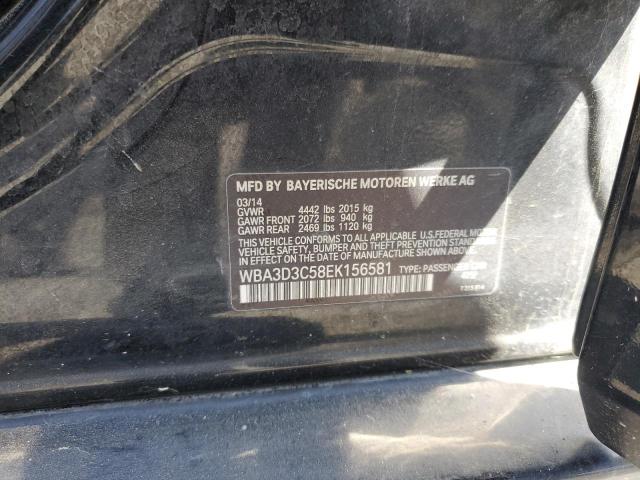 MFD BY BAYERISCHE MOTOREN WERKE AG
03/14
GVWR 4442 lbs 2015 kg
GAWR FRONT 2072 lbs 940 kg
GAWR REAR 2469 lbs 1120 kg
THIS VEHICLE CONFORMS TO ALL APPLICABLE U.S.FEDERAL MOTOR
VEHICLE SAFETY, BUMPER AND THEFT PREVENTION STANDARDS
IN EFFECT ON THE DATE OF MANUFACTURE SHOWN ABOVE.
WBA3D3C58EK156581 TYPE: PASSENGER CAR